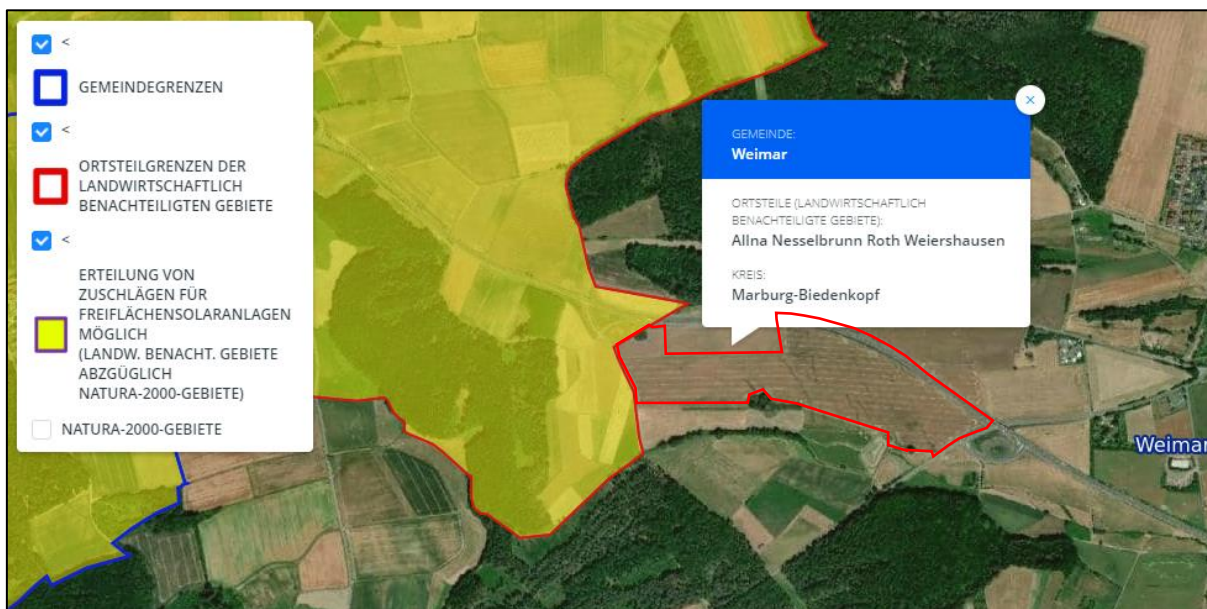 <
GEMEINDEGRENZEN
<
ORTSTEILGRENZEN DER
LANDWIRTSCHAFTLICH
BENACHTEILIGTEN GEBIETE
<
ERTEILUNG VON
ZUSCHLÄGEN FÜR
FREIFLÄCHENSOLARANLAGEN
MÖGLICH
(LANDW. BENACHT. GEBIETE
ABZGÜGLICH
NATURA-2000-GEBIETE)
NATURA-2000-GEBIETE
GEMEINDE:
Weimar
ORTSTEILE (LANDWIRTSCHAFTLICH
BENACHTEILIGTE GEBIETE):
Allna Nesselbrunn Roth Weiershausen
KREIS:
Marburg-Biedenkopf
Weimar